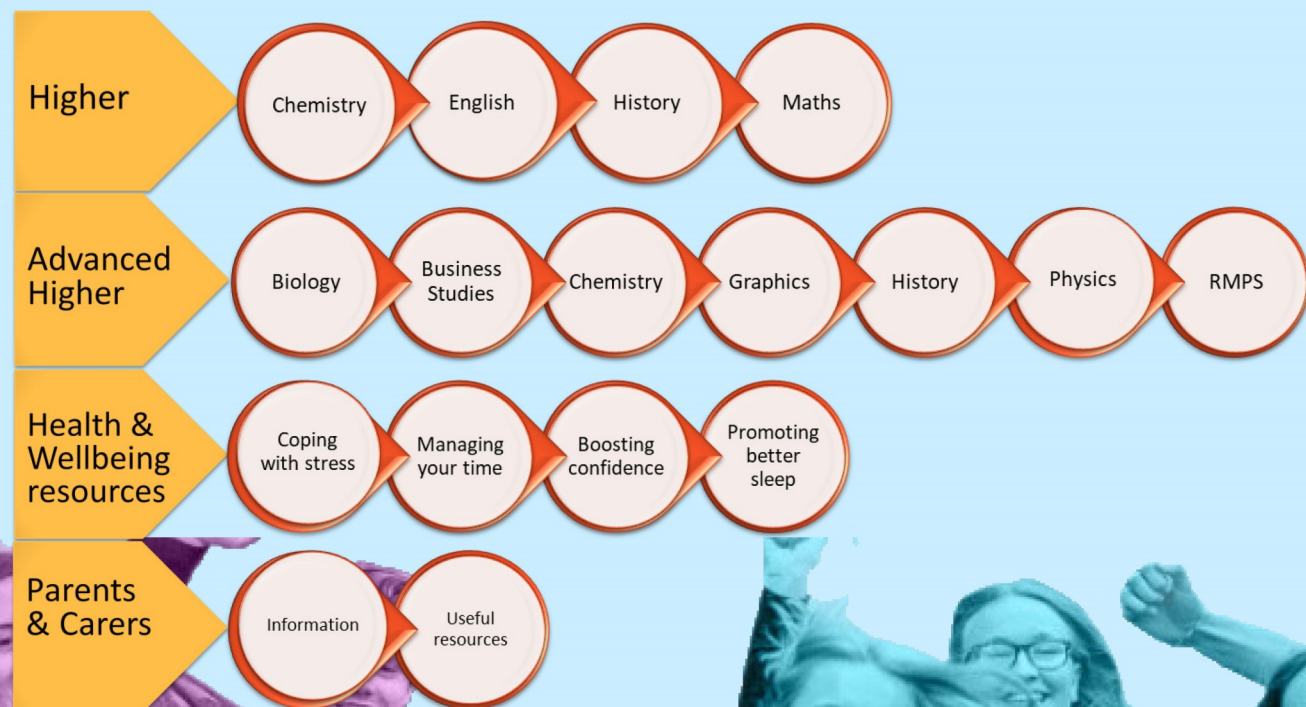 Higher
Chemistry
English
History
Maths
Advanced
Higher
Biology
Business
Studies
Chemistry
Graphics
History
Physics
RMPS
Health &
Wellbeing
resources
Coping
with stress
Managing
your time
Boosting
confidence
Promoting
better
sleep
Parents
& Carers
Information
Useful
resources